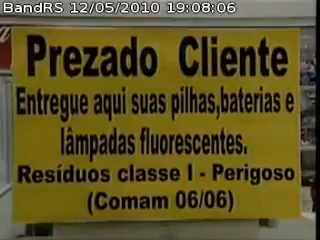 BandRS 12/05/2010 19:08:06
Prezado Cliente
Entregue aqui suas pilhas,baterias e
lâmpadas fluorescentes.
Resíduos classe I - Perigoso
(Comam 06/06)